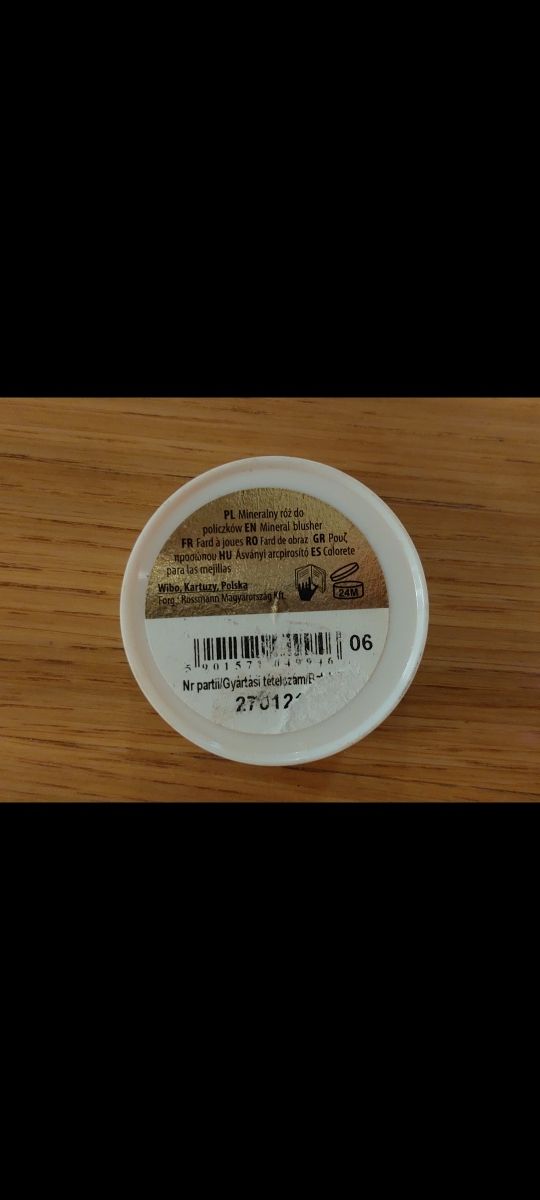 PL Mineralny róż do
policzków EN Mineral blusher
FR Fard à joues RO Fard de obraz GR Ρουζ
προσώπου HU Ásványi arcpirosító ES Colorete
para las mejillas
Wibo, Kartuzy, Polska
Forg.: Rossmann Magyarország Kft.
24M
06
Nr partii/Gyártási tételszám/